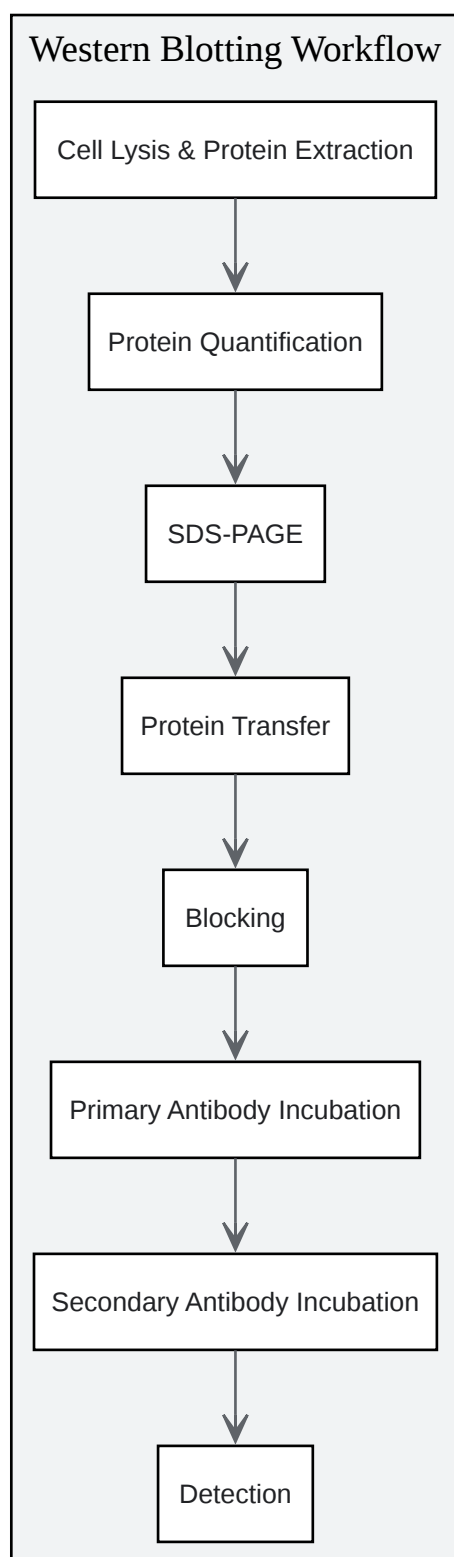 Western Blotting Workflow
Cell Lysis & Protein Extraction
Protein Quantification
SDS-PAGE
Protein Transfer
Blocking
Primary Antibody Incubation
Secondary Antibody Incubation
Detection